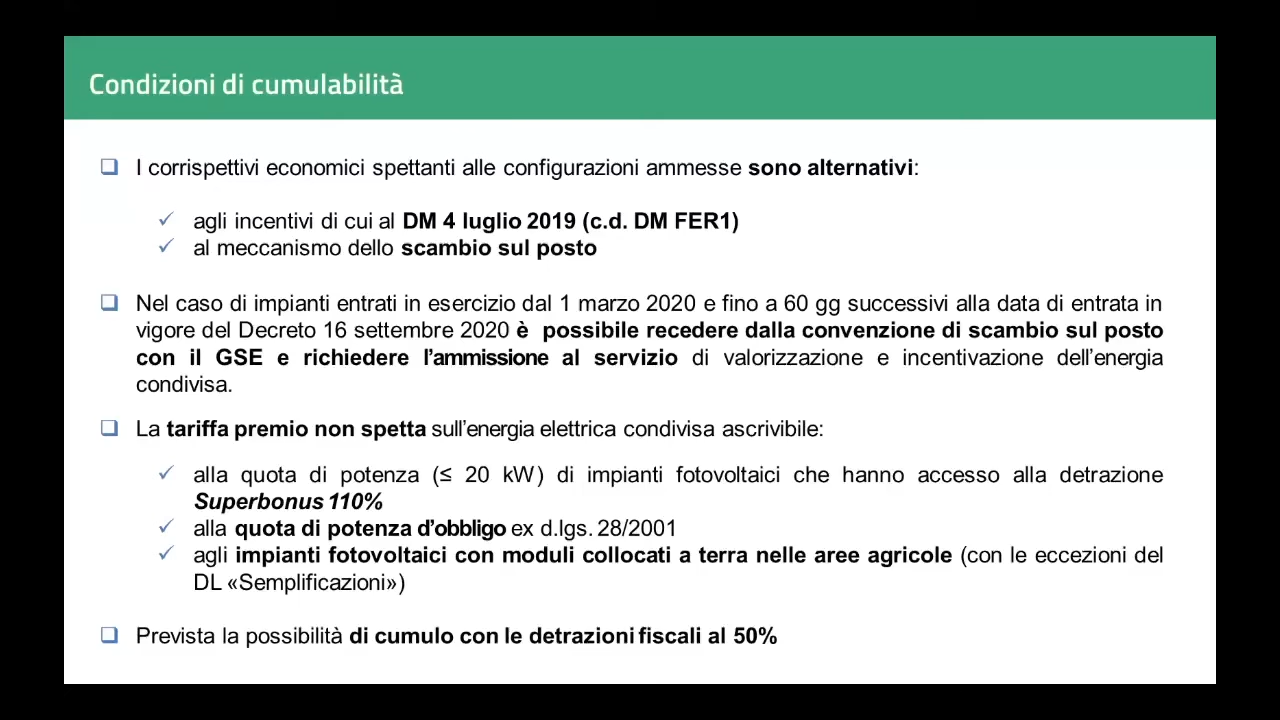 Condizioni di cumulabilità
I corrispettivi economici spettanti alle configurazioni ammesse sono alternativi:
agli incentivi di cui al DM 4 luglio 2019 (c.d. DM FER1)
al meccanismo dello scambio sul posto
Nel caso di impianti entrati in esercizio dal 1 marzo 2020 e fino a 60 gg successivi alla data di entrata in
vigore del Decreto 16 settembre 2020 è possibile recedere dalla convenzione di scambio sul posto
con il GSE e richiedere l’ammissione al servizio di valorizzazione e incentivazione dell’energia
condivisa.
La tariffa premio non spetta sull’energia elettrica condivisa ascrivibile:
alla quota di potenza (≤ 20 kW) di impianti fotovoltaici che hanno accesso alla detrazione
Superbonus 110%
alla quota di potenza d’obbligo ex d.lgs. 28/2001
agli impianti fotovoltaici con moduli collocati a terra nelle aree agricole (con le eccezioni del
DL «Semplificazioni»)
Prevista la possibilità di cumulo con le detrazioni fiscali al 50%